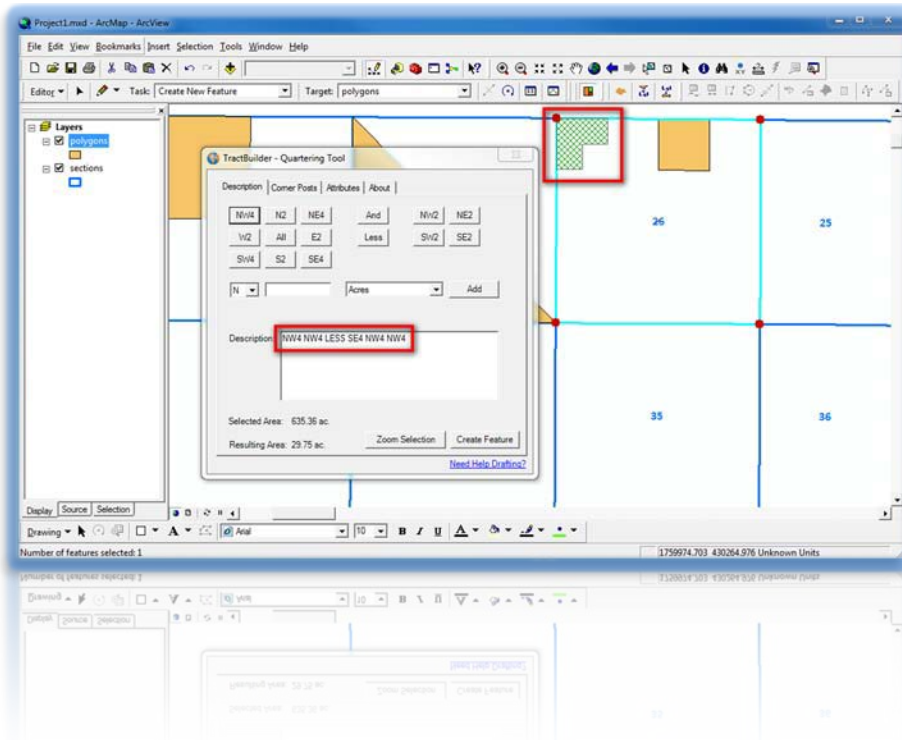 Project1.mxd - ArcMap - ArcView
File Edit View Bookmarks Insert Selection Tools Window Help
Editor Task: Create New Feature Target: polygons
Layers
polygons
sections
TractBuilder - Quartering Tool
Description Corner Posts Attributes About
NW4 N2 NE4 And NW2 NE2
W2 All E2 Less SW2 SE2
SW4 S2 SE4
N Acres Add
Description: NW4 NW4 LESS SE4 NW4 NW4
Selected Area: 635.36 ac.
Resulting Area: 29.75 ac. Zoom Selection Create Feature
Need Help Drafting?
26 25
35 36
Display Source Selection
Drawing A Arial 10 B I U A
Number of features selected: 1 1759974.703 430264.976 Unknown Units